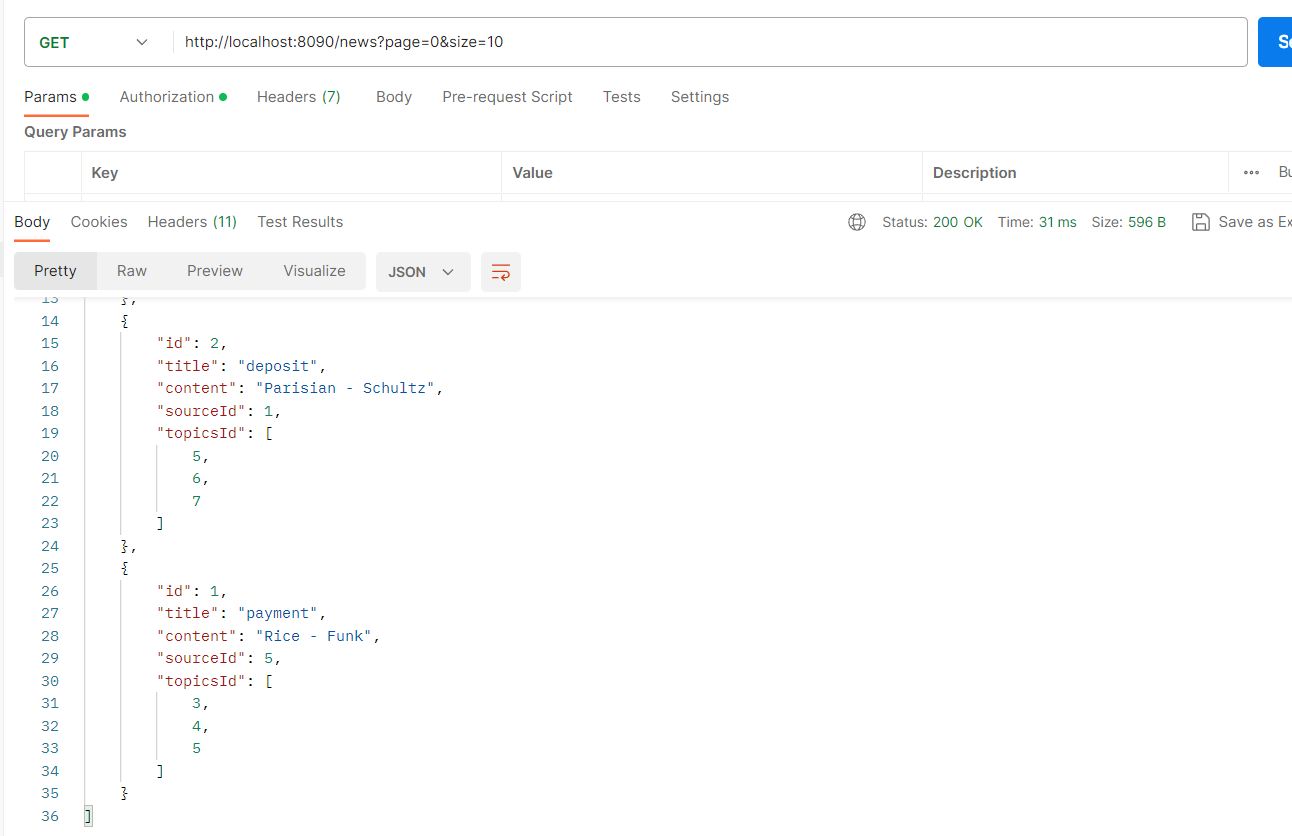 GET http://localhost:8090/news?page=0&size=10
Params Authorization Headers (7) Body Pre-request Script Tests Settings
Query Params
Key Value Description ••• Bu
Body Cookies Headers (11) Test Results Status: 200 OK Time: 31 ms Size: 596 B Save as Ex
Pretty Raw Preview Visualize JSON
13 },
14 {
15 "id": 2,
16 "title": "deposit",
17 "content": "Parisian - Schultz",
18 "sourceId": 1,
19 "topicsId": [
20 5,
21 6,
22 7
23 ]
24 },
25 {
26 "id": 1,
27 "title": "payment",
28 "content": "Rice - Funk",
29 "sourceId": 5,
30 "topicsId": [
31 3,
32 4,
33 5
34 ]
35 }
36 ]